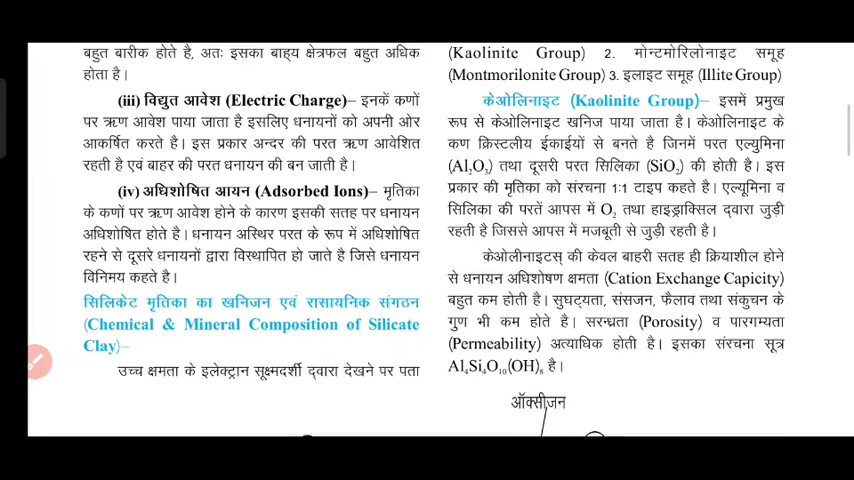 बहुत बारीक होते है, अतः इसका बाह्य क्षेत्रफल बहुत अधिक
होता है।
(iii) विद्युत आवेश (Electric Charge)– इनकें कणों
पर ऋण आवेश पाया जाता है इसलिए धनायनों को अपनी ओर
आकर्षित करते है। इस प्रकार अन्दर की परत ऋण आवेशित
रहती है एवं बाहर की परत धनायन की बन जाती है।
(iv) अधिशोषित आयन (Adsorbed Ions)– मृतिका
के कणों पर ऋण आवेश होने के कारण इसकी सतह पर धनायन
अधिशोषित होते है। धनायन अस्थिर परत के रूप में अधिशोषित
रहने से दूसरे धनायनों द्वारा विस्थापित हो जाते है जिसे धनायन
विनिमय कहते है।
सिलिकेट मृतिका का खनिजन एवं रासायनिक संगठन
(Chemical & Mineral Composition of Silicate
Clay)–
उच्च क्षमता के इलेक्ट्रान सूक्ष्मदर्शी द्वारा देखने पर पता
(Kaolinite Group) 2. मोन्टमोरिलोनाइट समूह
(Montmorilonite Group) 3. इलाइट समूह (Illite Group)
केओलिनाइट (Kaolinite Group)– इसमें प्रमुख
रूप से केओलिनाइट खनिज पाया जाता है। केओलिनाइट के
कण क्रिस्टलीय ईकाईयों से बनते है जिनमें परत एल्युमिना
(Al₂O₃) तथा दूसरी परत सिलिका (SiO₂) की होती है। इस
प्रकार की मृतिका को संरचना 1:1 टाइप कहते है। एल्यूमिना व
सिलिका की परतें आपस में O₂ तथा हाइड्राक्सिल द्वारा जुड़ी
रहती है जिससे आपस में मजबूती से जुड़ी रहती है।
केओलीनाइटस् की केवल बाहरी सतह ही क्रियाशील होने
से धनायन अधिशोषण क्षमता (Cation Exchange Capicity)
बहुत कम होती है। सुघट्यता, संसजन, फैलाव तथा संकुचन के
गुण भी कम होते है। सरन्ध्रता (Porosity) व पारगम्यता
(Permeability) अत्याधिक होती है। इसका संरचना सूत्र
Al₄Si₄O₁₀(OH)₈ है।
ऑक्सीजन